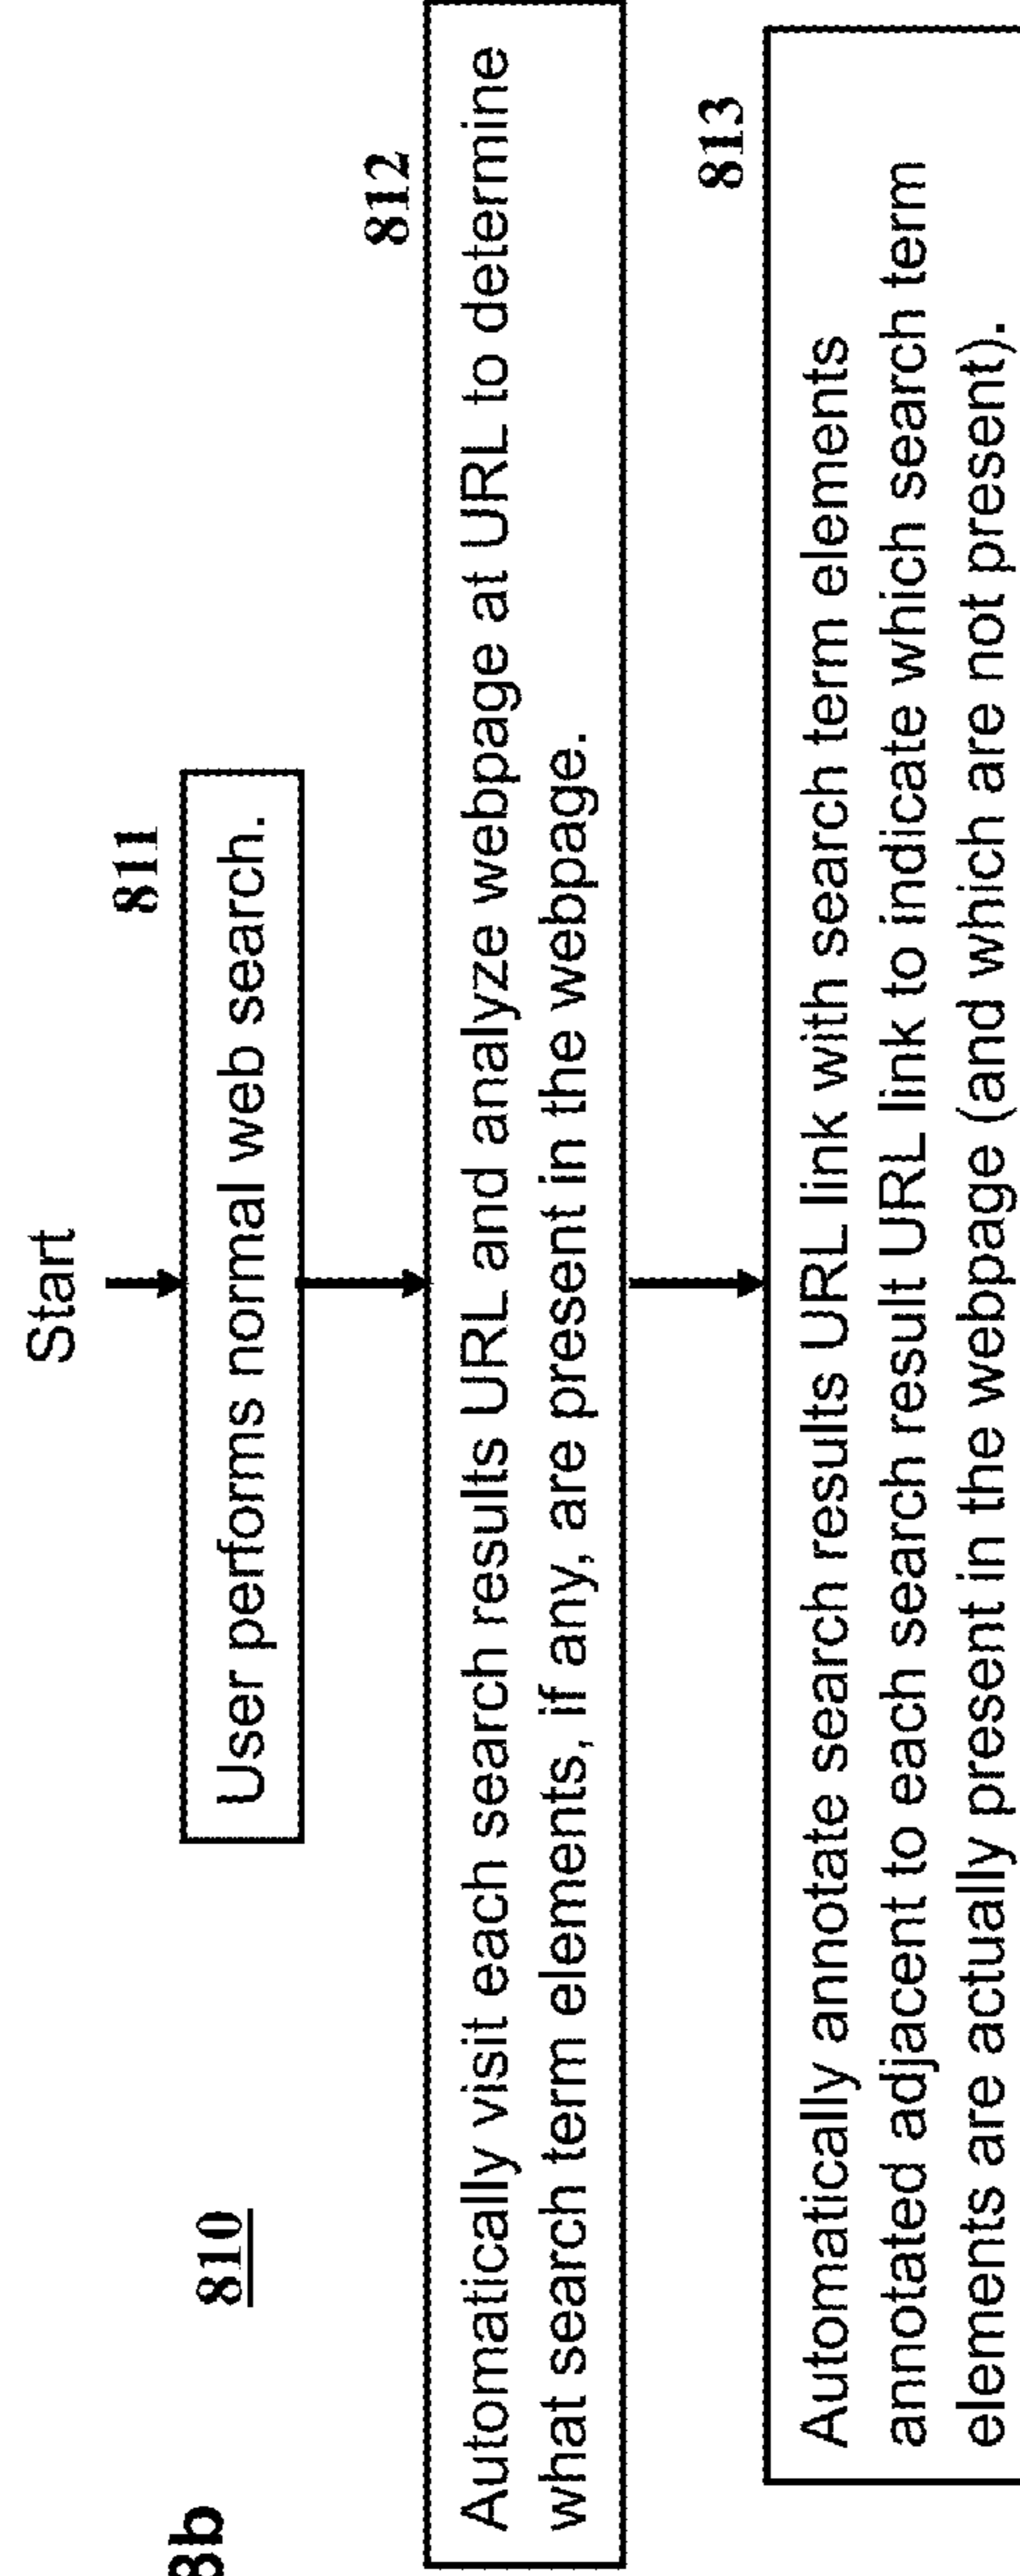 8b
810
Start
811
User performs normal web search.
812
Automatically visit each search results URL and analyze webpage at URL to determine
what search term elements, if any, are present in the webpage.
813
Automatically annotate search results URL link with search term elements
annotated adjacent to each search result URL link to indicate which search term
elements are actually present in the webpage (and which are not present).